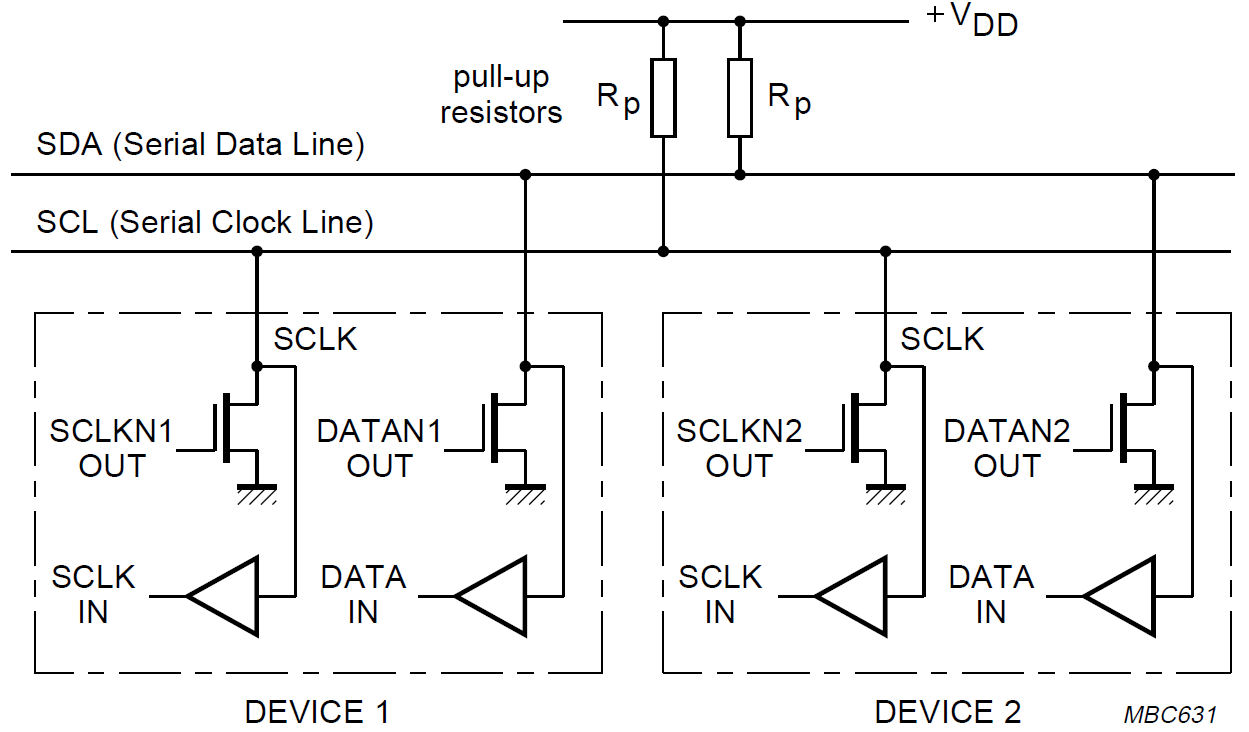 +VDD
pull-up
resistors
Rp
Rp
SDA (Serial Data Line)
SCL (Serial Clock Line)
SCLK
SCLK
SCLKN1
OUT
DATAN1
OUT
SCLKN2
OUT
DATAN2
OUT
SCLK
IN
DATA
IN
SCLK
IN
DATA
IN
DEVICE 1
DEVICE 2
MBC631